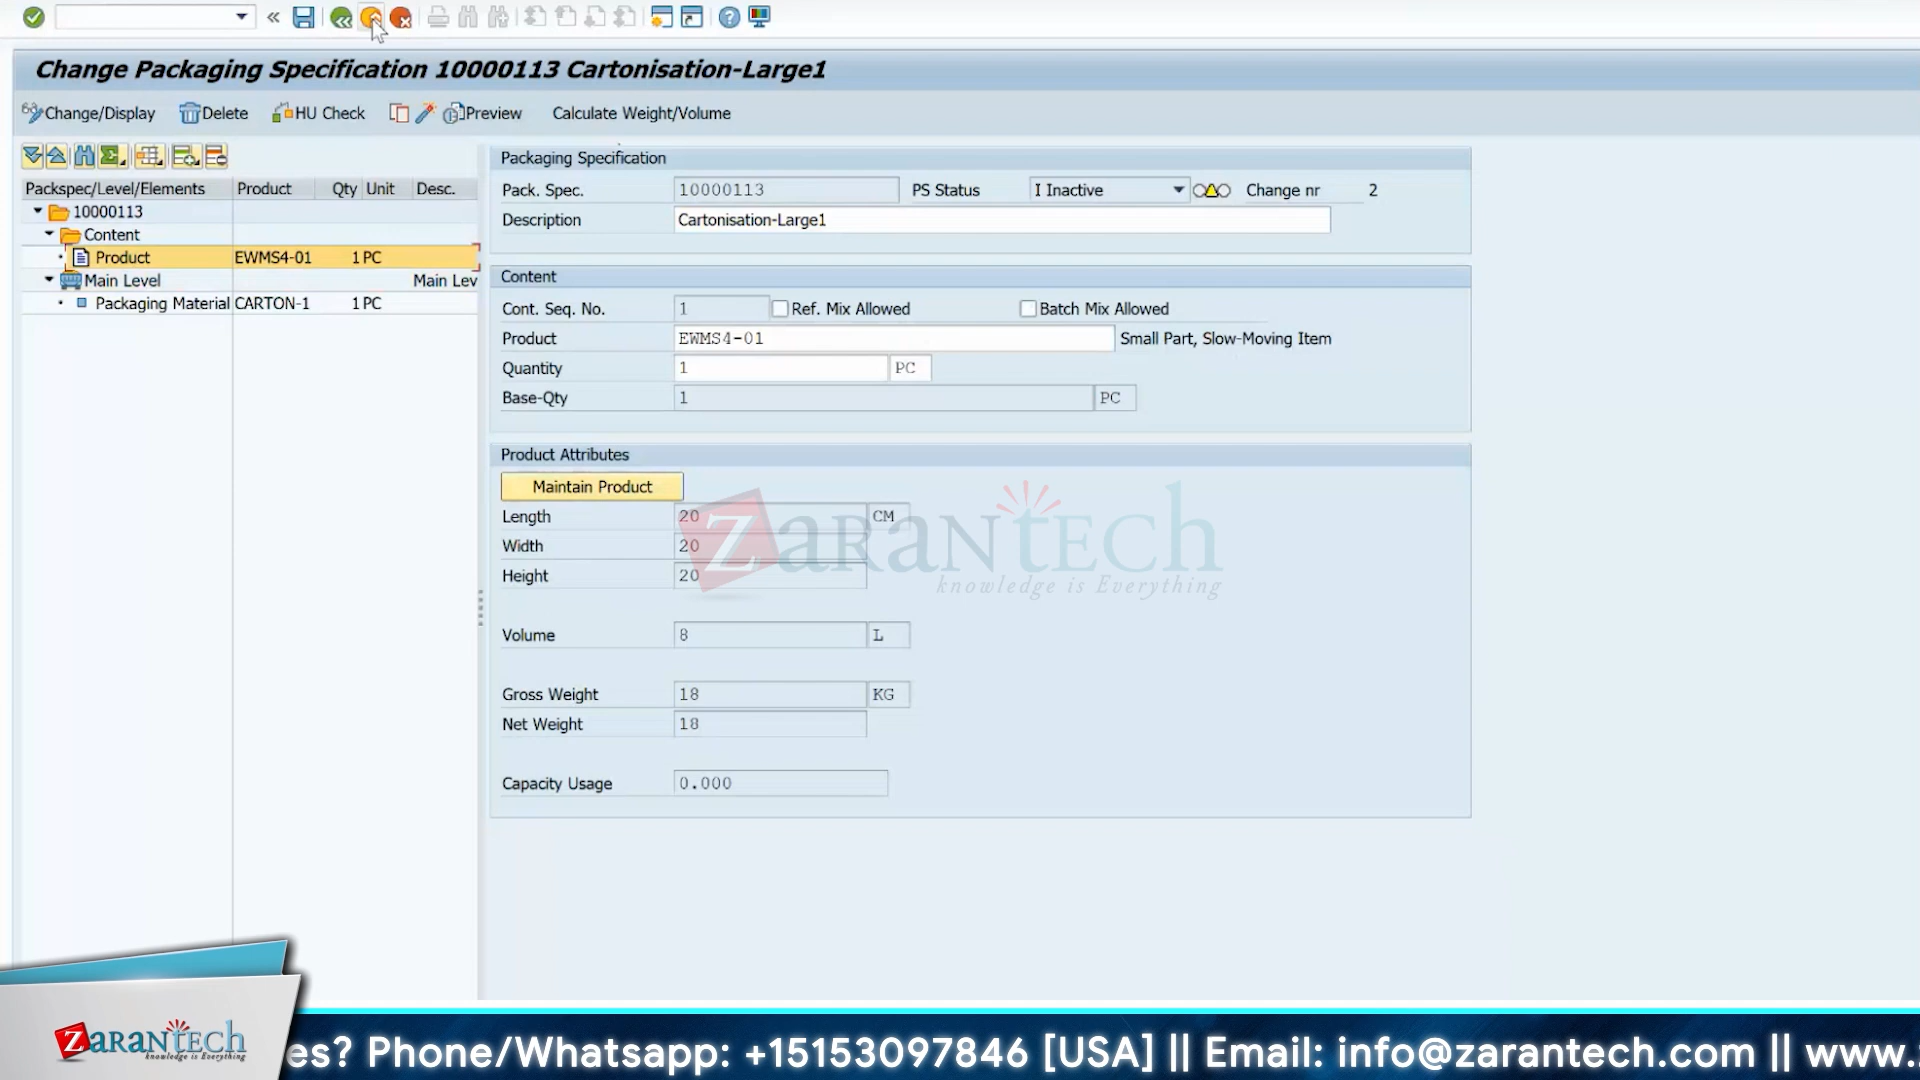 Change Packaging Specification 10000113 Cartonisation-Large1
Change/Display Delete HU Check Preview Calculate Weight/Volume
Packspec/Level/Elements Product Qty Unit Desc.
10000113
Content
Product EWMS4-01 1 PC
Main Level Main Lev
Packaging Material CARTON-1 1 PC
Packaging Specification
Pack. Spec. 10000113 PS Status I Inactive Change nr 2
Description Cartonisation-Large1
Content
Cont. Seq. No. 1 Ref. Mix Allowed Batch Mix Allowed
Product EWMS4-01 Small Part, Slow-Moving Item
Quantity 1 PC
Base-Qty 1 PC
Product Attributes
Maintain Product
Length 20 CM
Width 20
Height 20
Volume 8 L
Gross Weight 18 KG
Net Weight 18
Capacity Usage 0.000
ZaranTech
knowledge is Everything
ZaranTech
knowledge is Everything
es? Phone/Whatsapp: +15153097846 [USA] || Email: info@zarantech.com || www.